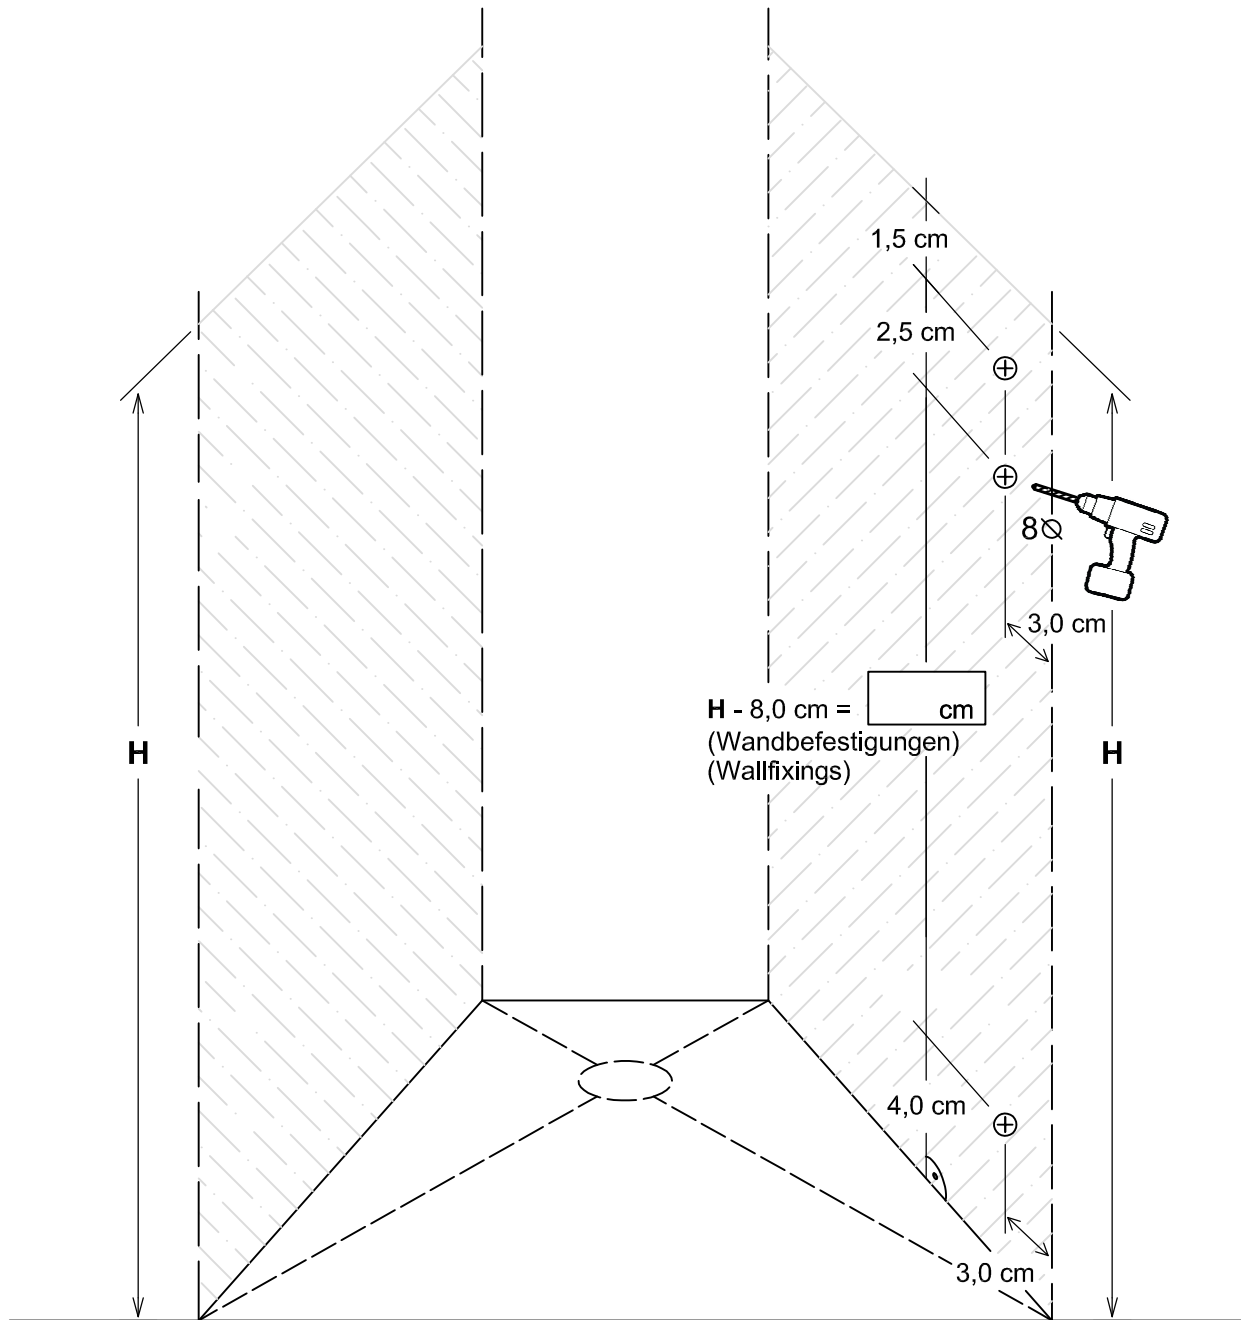 1,5 cm
2,5 cm
8∅
3,0 cm
H - 8,0 cm = cm
(Wandbefestigungen)
(Wallfixings)
H
H
4,0 cm
3,0 cm